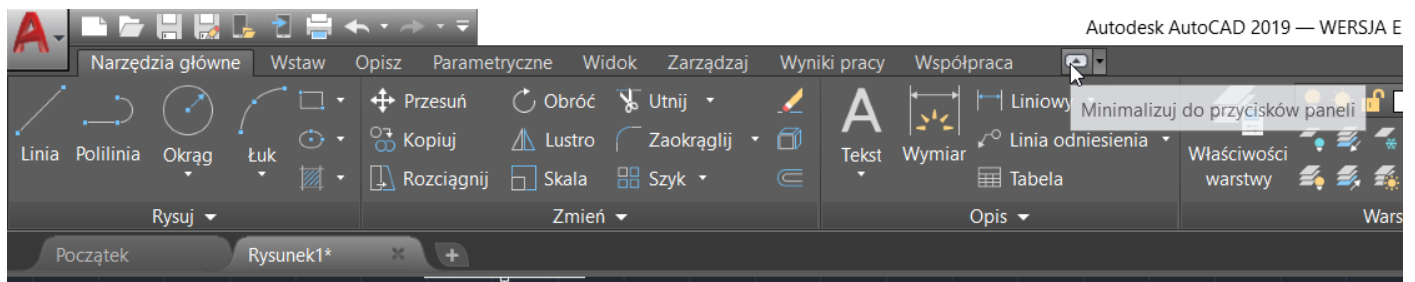 Autodesk AutoCAD 2019 — WERSJA E
Narzędzia główne Wstaw Opisz Parametryczne Widok Zarządzaj Wyniki pracy Współpraca
Linia Polilinia Okrąg Łuk
Przesuń Obróć Utnij
Kopiuj Lustro Zaokrąglij
Rozciągnij Skala Szyk
Tekst Wymiar
Liniowy
Linia odniesienia
Tabela
Minimalizuj do przycisków paneli
Właściwości
warstwy
Rysuj Zmień Opis Wars
Początek Rysunek1*